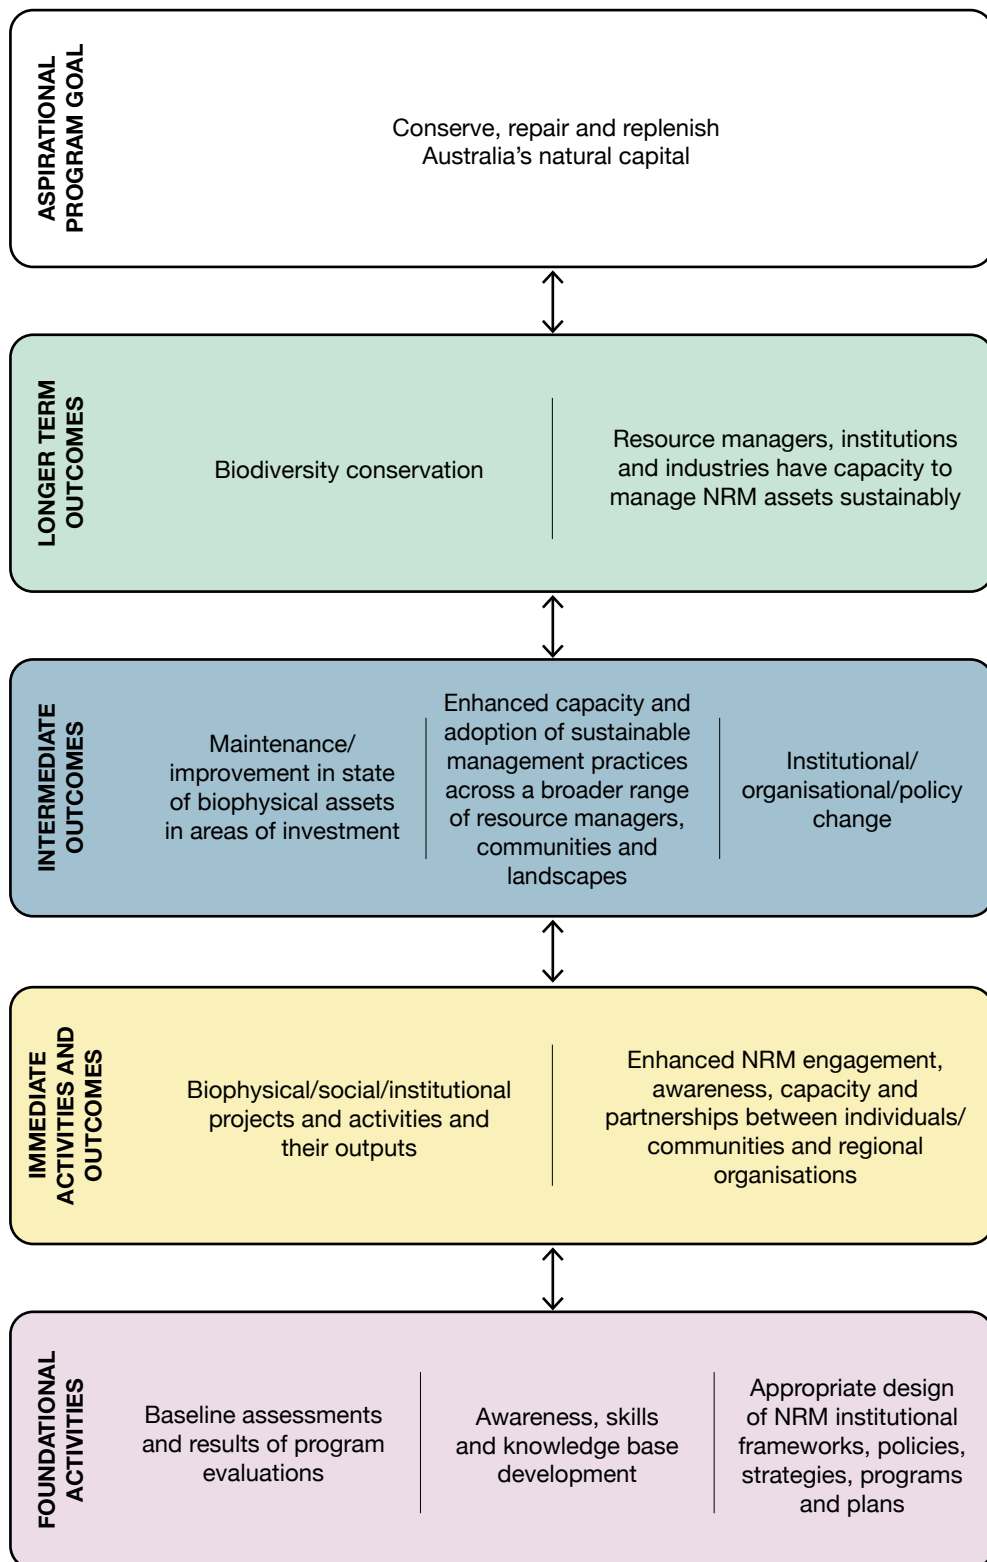 ASPIRATIONAL
PROGRAM GOAL
Conserve, repair and replenish
Australia's natural capital
LONGER TERM
OUTCOMES
Biodiversity conservation
Resource managers, institutions
and industries have capacity to
manage NRM assets sustainably
INTERMEDIATE
OUTCOMES
Maintenance/
improvement in state
of biophysical assets
in areas of investment
Enhanced capacity and
adoption of sustainable
management practices
across a broader range
of resource managers,
communities and
landscapes
Institutional/
organisational/policy
change
IMMEDIATE
ACTIVITIES AND
OUTCOMES
Biophysical/social/institutional
projects and activities and
their outputs
Enhanced NRM engagement,
awareness, capacity and
partnerships between individuals/
communities and regional
organisations
FOUNDATIONAL
ACTIVITIES
Baseline assessments
and results of program
evaluations
Awareness, skills
and knowledge base
development
Appropriate design
of NRM institutional
frameworks, policies,
strategies, programs
and plans